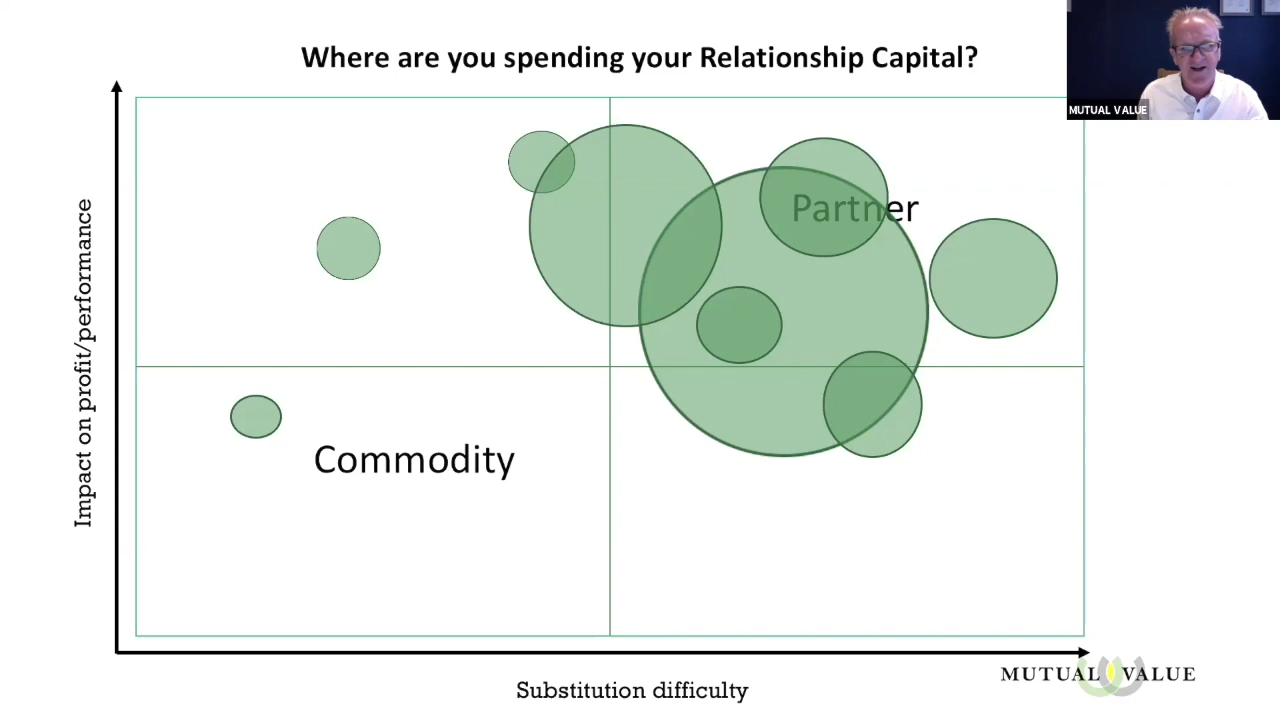 Where are you spending your Relationship Capital?
MUTUAL VALUE
Impact on profit/performance
Partner
Commodity
Substitution difficulty
MUTUAL VALUE